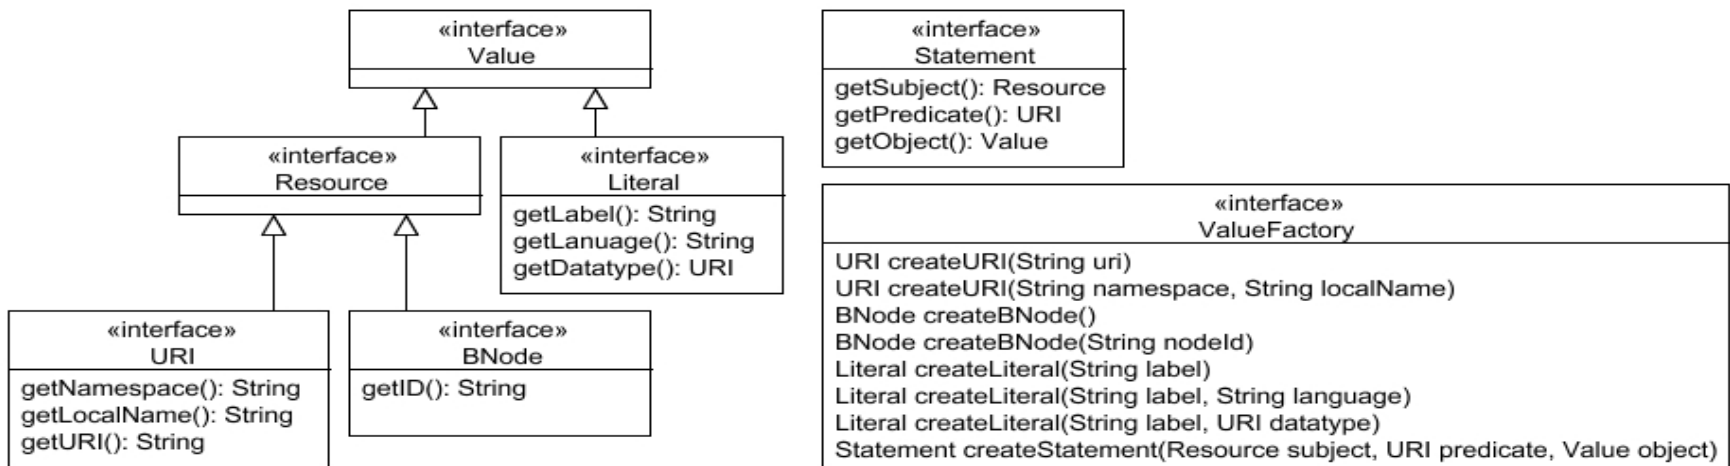 «interface»
Value
«interface»
Resource
«interface»
Literal
getLabel(): String
getLanuage(): String
getDatatype(): URI
«interface»
URI
getNamespace(): String
getLocalName(): String
getURI(): String
«interface»
BNode
getID(): String
«interface»
Statement
getSubject(): Resource
getPredicate(): URI
getObject(): Value
«interface»
ValueFactory
URI createURI(String uri)
URI createURI(String namespace, String localName)
BNode createBNode()
BNode createBNode(String nodeId)
Literal createLiteral(String label)
Literal createLiteral(String label, String language)
Literal createLiteral(String label, URI datatype)
Statement createStatement(Resource subject, URI predicate, Value object)